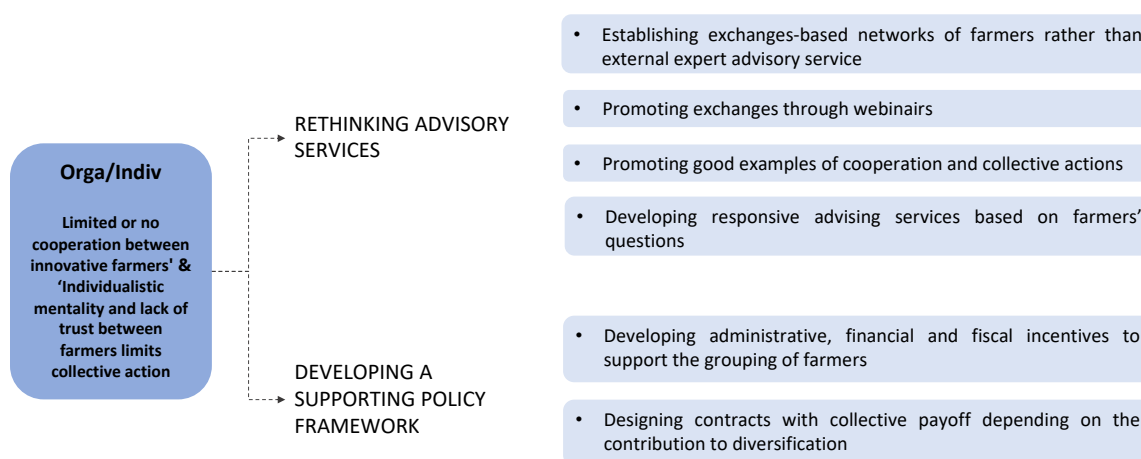 Orga/Indiv
Limited or no
cooperation between
innovative farmers' &
‘Individualistic
mentality and lack of
trust between
farmers limits
collective action
RETHINKING ADVISORY
SERVICES
• Establishing exchanges-based networks of farmers rather than
external expert advisory service
• Promoting exchanges through webinairs
• Promoting good examples of cooperation and collective actions
• Developing responsive advising services based on farmers’
questions
DEVELOPING A
SUPPORTING POLICY
FRAMEWORK
• Developing administrative, financial and fiscal incentives to
support the grouping of farmers
• Designing contracts with collective payoff depending on the
contribution to diversification